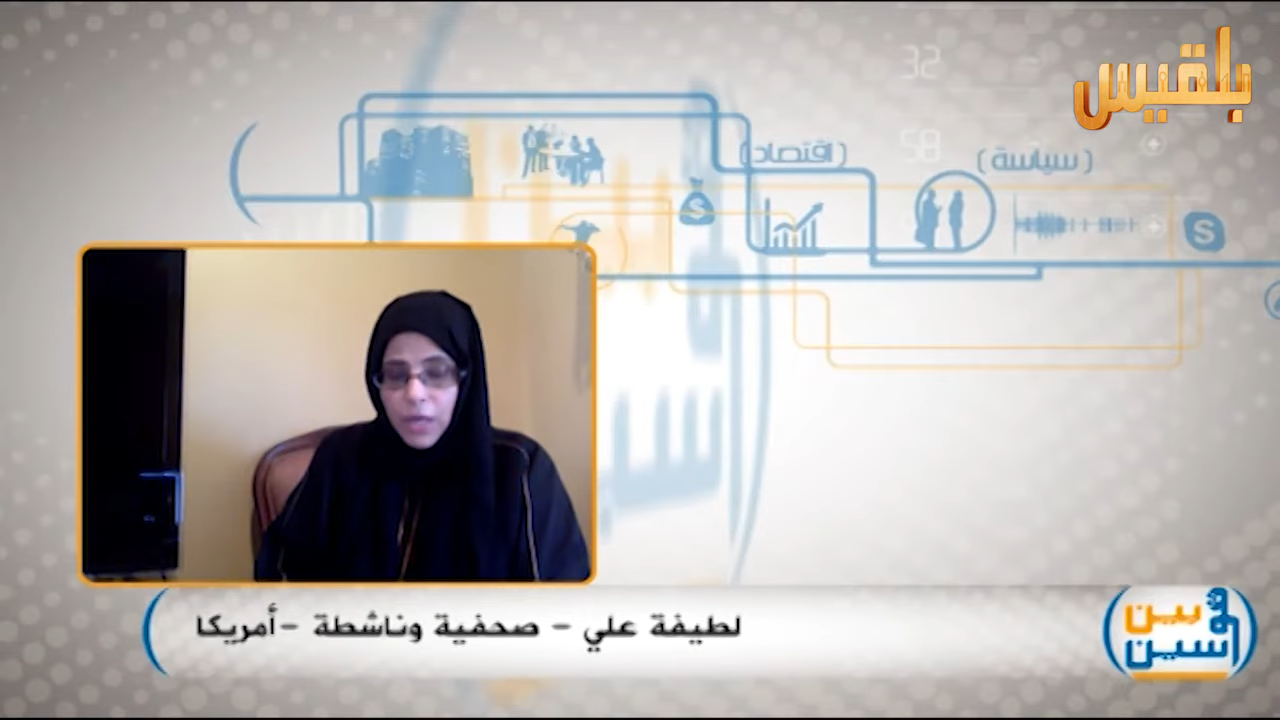 بلقيس
32
58
(اقتصاد)
(سياسة)
S
S
لطيفة علي - صحفية وناشطة -أمريكا
بين قوسين